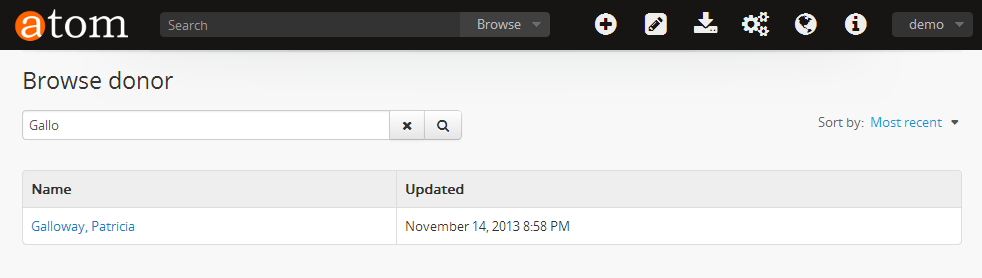 atom Search Browse demo
Browse donor
Gallo
Sort by: Most recent
Name Updated
Galloway, Patricia November 14, 2013 8:58 PM